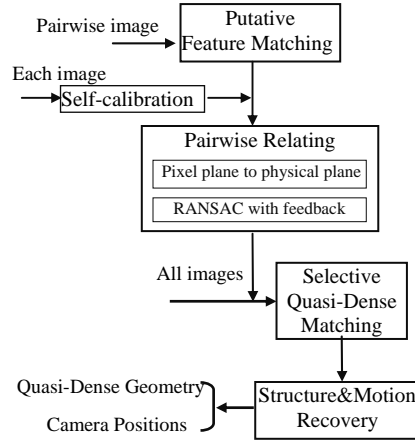 Putative
Pairwise image
Feature Matching
Each image
Self-calibration
Pairwise Relating
Pixel plane to physical plane
RANSAC with feedback
All images
Selective
Quasi-Dense
Matching
Quasi-Dense Geometry
Camera Positions
Structure&Motion
Recovery